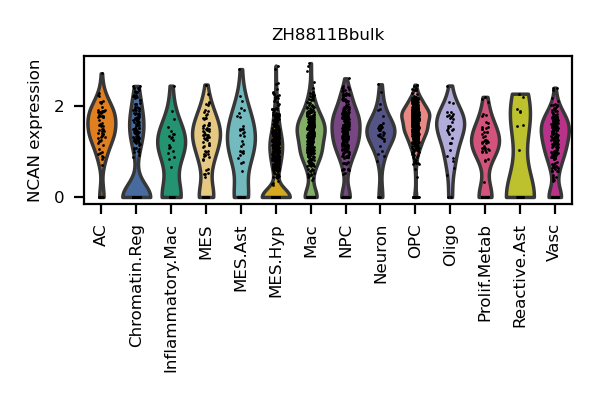 ZH8811Bbulk
NCAN expression
2
0
AC
Chromatin.Reg
Inflammatory.Mac
MES
MES.Ast
MES.Hyp
Mac
NPC
Neuron
OPC
Oligo
Prolif.Metab
Reactive.Ast
Vasc